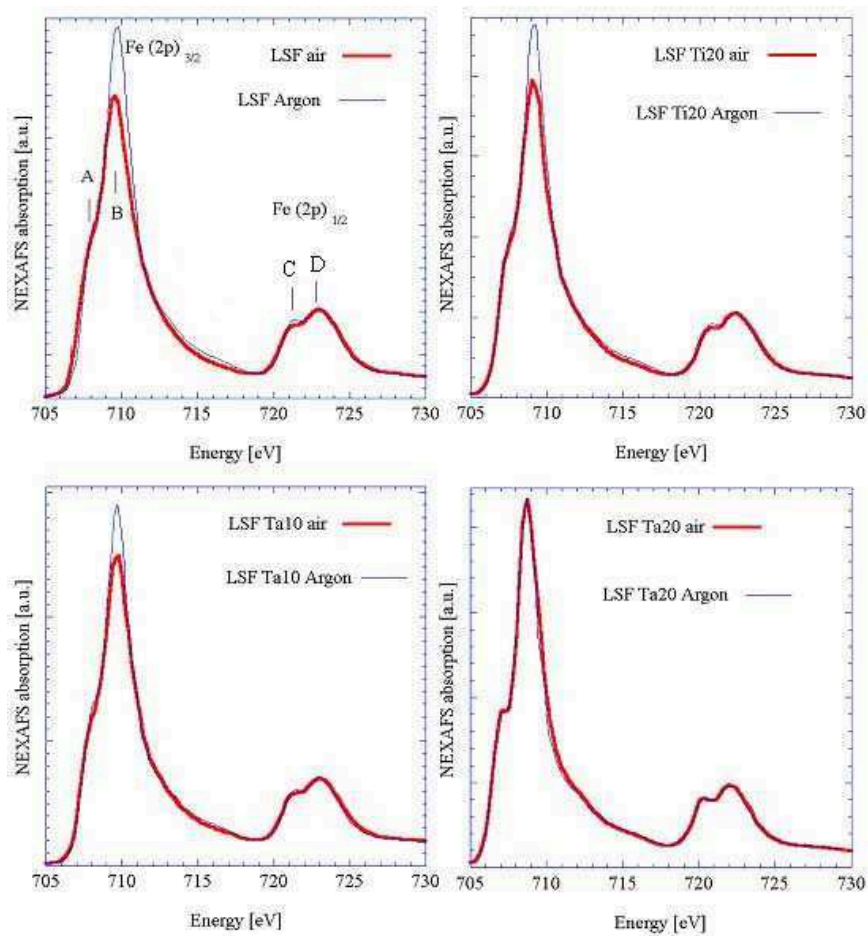 Fe (2p) 3/2
LSF air
LSF Argon
A
B
Fe (2p) 1/2
C
D
NEXAFS absorption [a.u.]
705 710 715 720 725 730
Energy [eV]
LSF Ti20 air
LSF Ti20 Argon
NEXAFS absorption [a.u.]
705 710 715 720 725 730
Energy [eV]
LSF Ta10 air
LSF Ta10 Argon
NEXAFS absorption [a.u.]
705 710 715 720 725 730
Energy [eV]
LSF Ta20 air
LSF Ta20 Argon
NEXAFS absorption [a.u.]
705 710 715 720 725 730
Energy [eV]